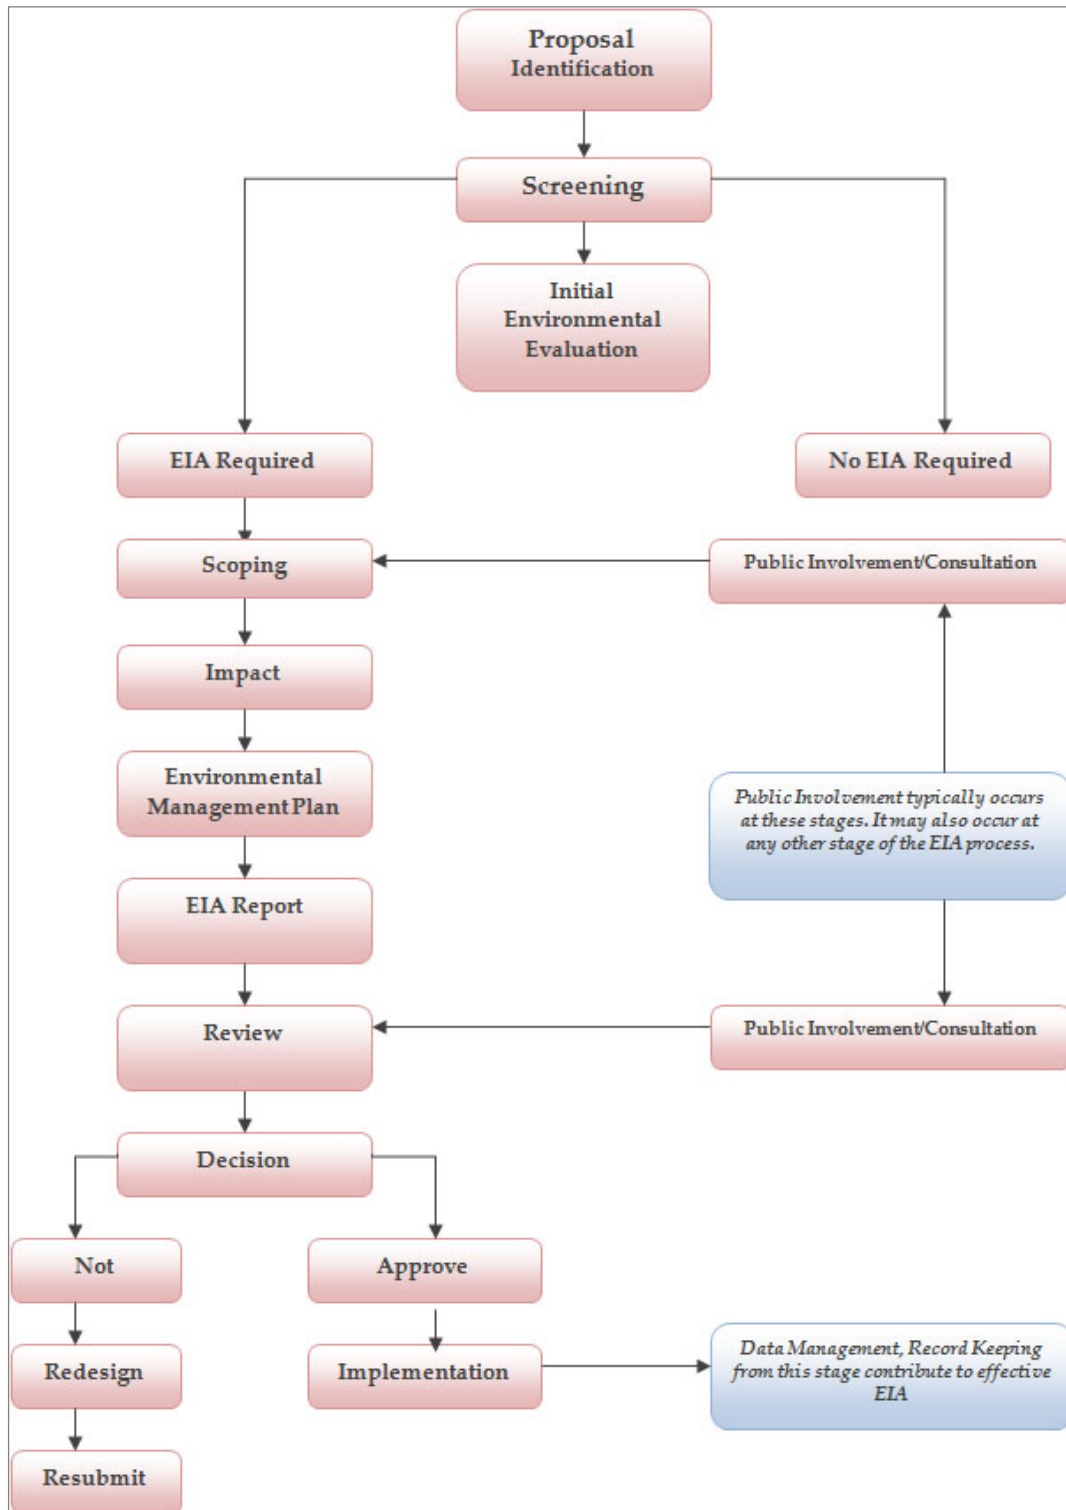 Proposal
Identification
Screening
Initial
Environmental
Evaluation
EIA Required
No EIA Required
Scoping
Public Involvement/Consultation
Impact
Environmental
Management Plan
Public Involvement typically occurs
at these stages. It may also occur at
any other stage of the EIA process.
EIA Report
Review
Public Involvement/Consultation
Decision
Not
Approve
Redesign
Implementation
Data Management, Record Keeping
from this stage contribute to effective
EIA
Resubmit